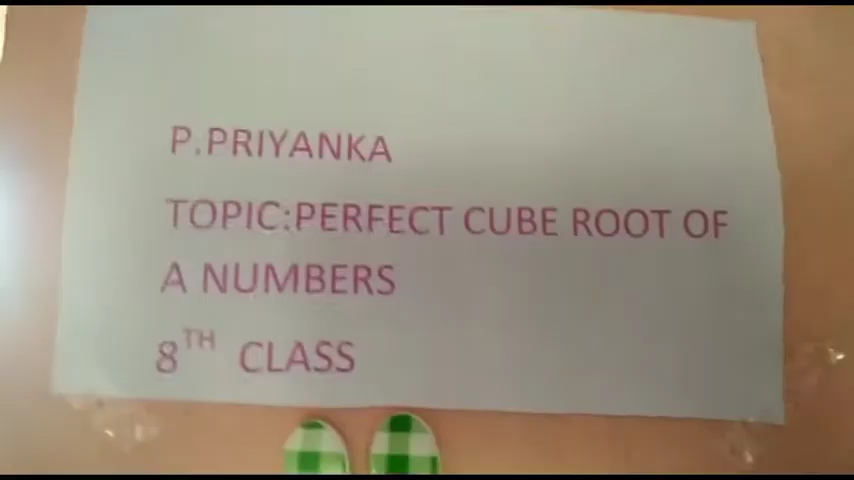 P.PRIYANKA
TOPIC:PERFECT CUBE ROOT OF
A NUMBERS
8TH CLASS